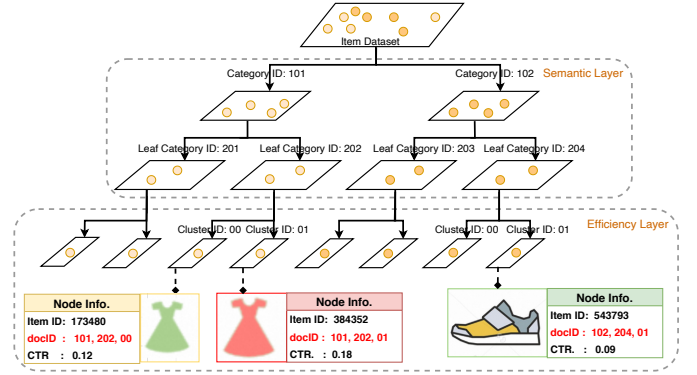 Item Dataset
Category ID: 101
Category ID: 102
Semantic Layer
Leaf Category ID: 201
Leaf Category ID: 202
Leaf Category ID: 203
Leaf Category ID: 204
Efficiency Layer
Cluster ID: 00
Cluster ID: 01
Cluster ID: 00
Cluster ID: 01
Node Info.
Item ID: 173480
docID : 101, 202, 00
CTR : 0.12
Node Info.
Item ID: 384352
docID : 101, 202, 01
CTR. : 0.18
Node Info.
Item ID: 543793
docID : 102, 204, 01
CTR. : 0.09